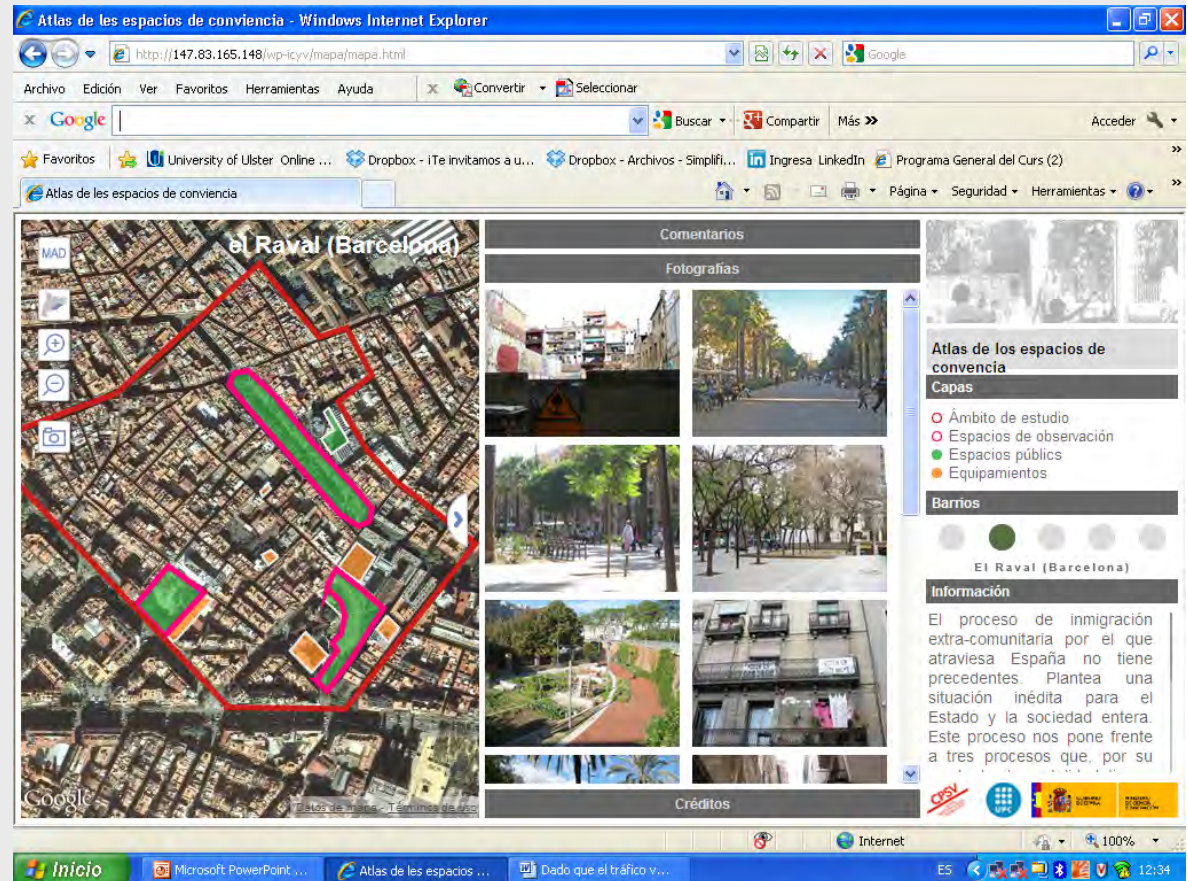 Atlas de les espacios de conviencia - Windows Internet Explorer
http://147.83.165.148/wp-icyv/mapa/mapa.html
Google
Archivo Edición Ver Favoritos Herramientas Ayuda x Convertir Seleccionar
x Google Buscar Compartir Más » Acceder
Favoritos University of Ulster Online ... Dropbox - iTe invitamos a u... Dropbox - Archivos - Simplifi... Ingresa LinkedIn Programa General del Curs (2) »
Atlas de les espacios de conviencia Página Seguridad Herramientas »
MAD
el Raval (Barcelona)
Google
Datos de mapa - Términos de uso
Comentarios
Fotografías
Créditos
Atlas de los espacios de
convencia
Capas
Ámbito de estudio
Espacios de observación
Espacios públics
Equipamientos
Barrios
El Raval (Barcelona)
Información
El proceso de inmigración
extra-comunitaria por el que
atraviesa España no tiene
precedentes. Plantea una
situación inédita para el
Estado y la sociedad entera.
Este proceso nos pone frente
a tres procesos que, por su
CPSV
UPC
Internet 100%
Inicio Microsoft PowerPoint ... Atlas de les espacios ... Dado que el tráfico v... ES 12:34